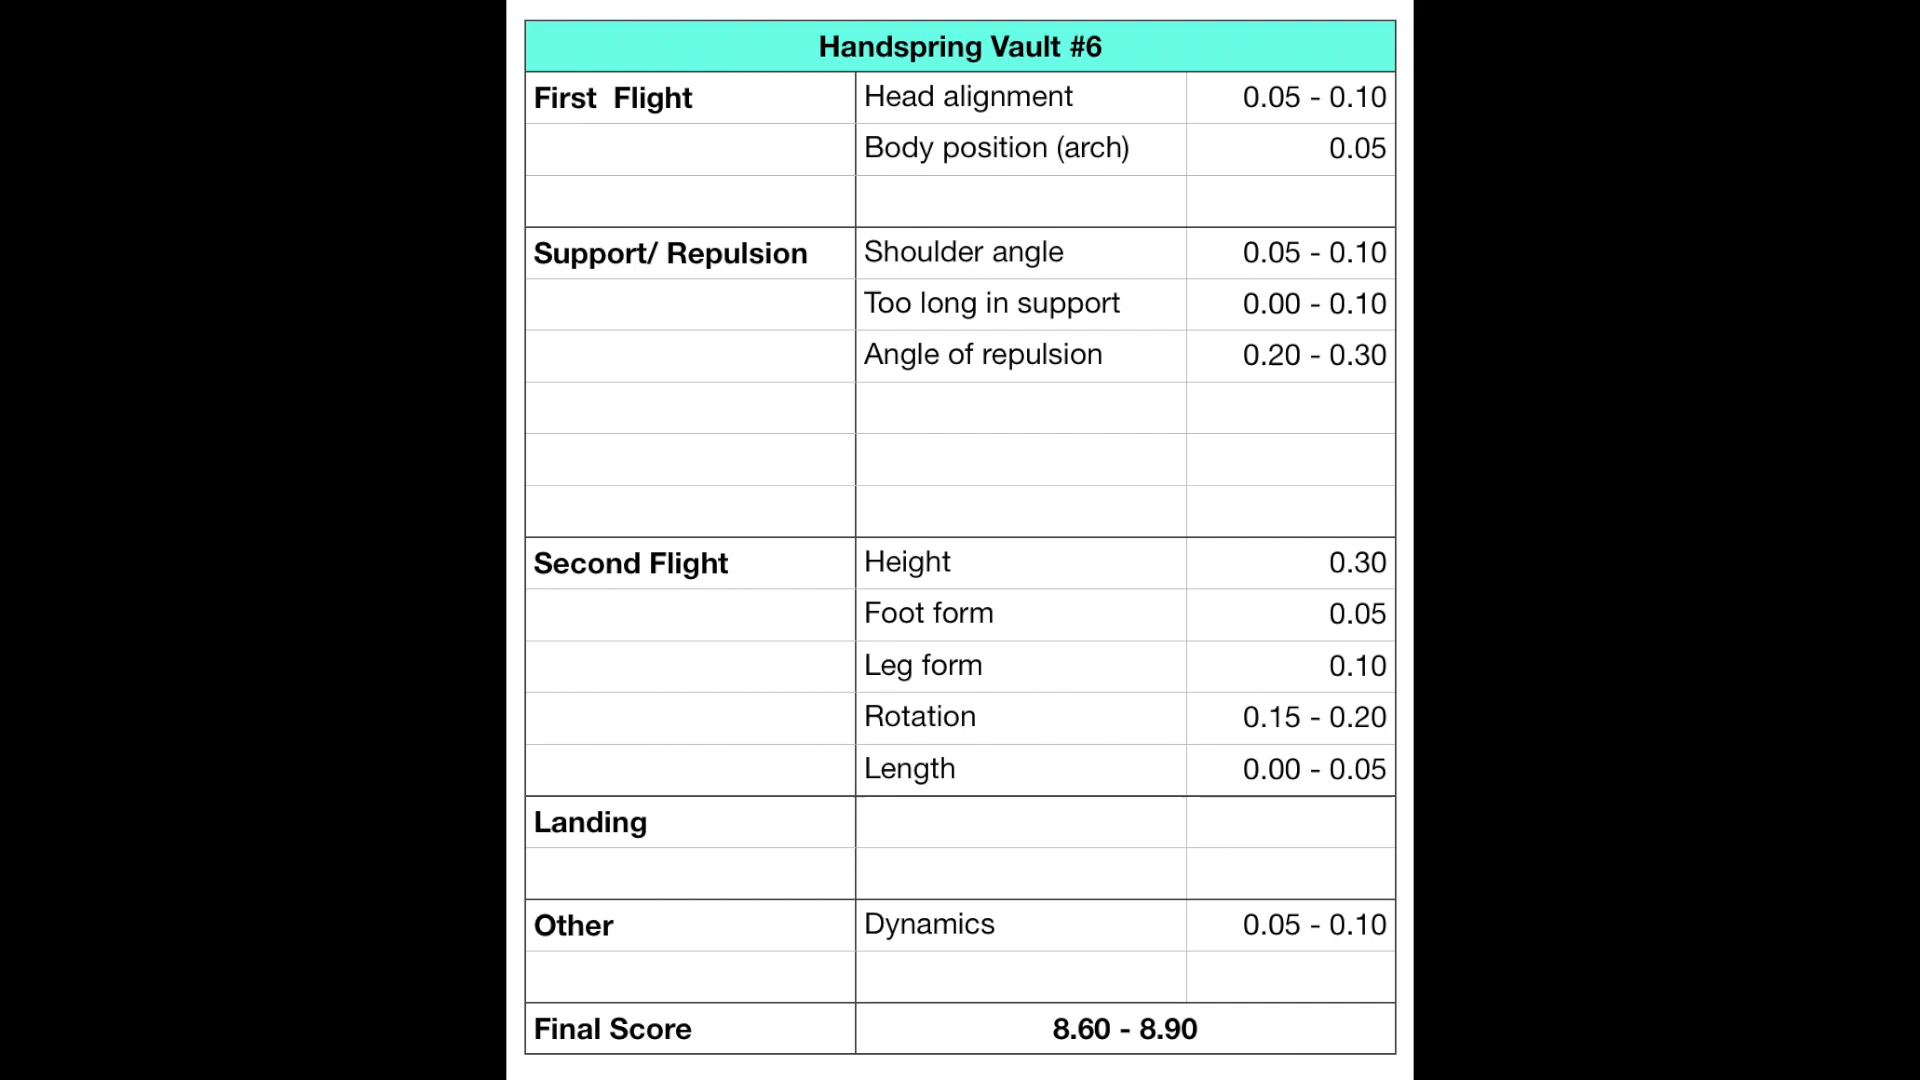 Handspring Vault #6
First Flight Head alignment 0.05 - 0.10
Body position (arch) 0.05
Support/ Repulsion Shoulder angle 0.05 - 0.10
Too long in support 0.00 - 0.10
Angle of repulsion 0.20 - 0.30
Second Flight Height 0.30
Foot form 0.05
Leg form 0.10
Rotation 0.15 - 0.20
Length 0.00 - 0.05
Landing
Other Dynamics 0.05 - 0.10
Final Score 8.60 - 8.90